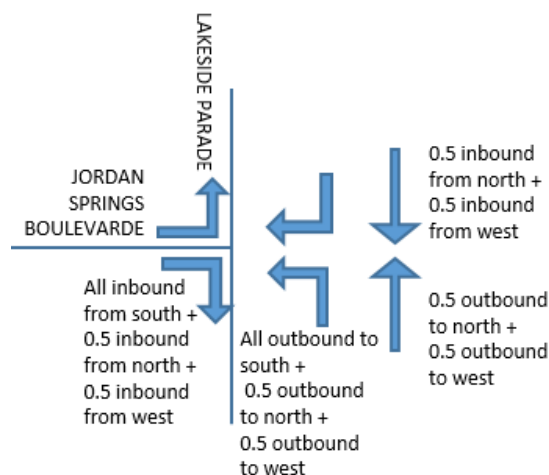 LAKESIDE PARADE
JORDAN
SPRINGS
BOULEVARDE
0.5 inbound
from north +
0.5 inbound
from west
All inbound
from south +
0.5 inbound
from north +
0.5 inbound
from west
All outbound to
south +
0.5 outbound
to north +
0.5 outbound
to west
0.5 outbound
to north +
0.5 outbound
to west